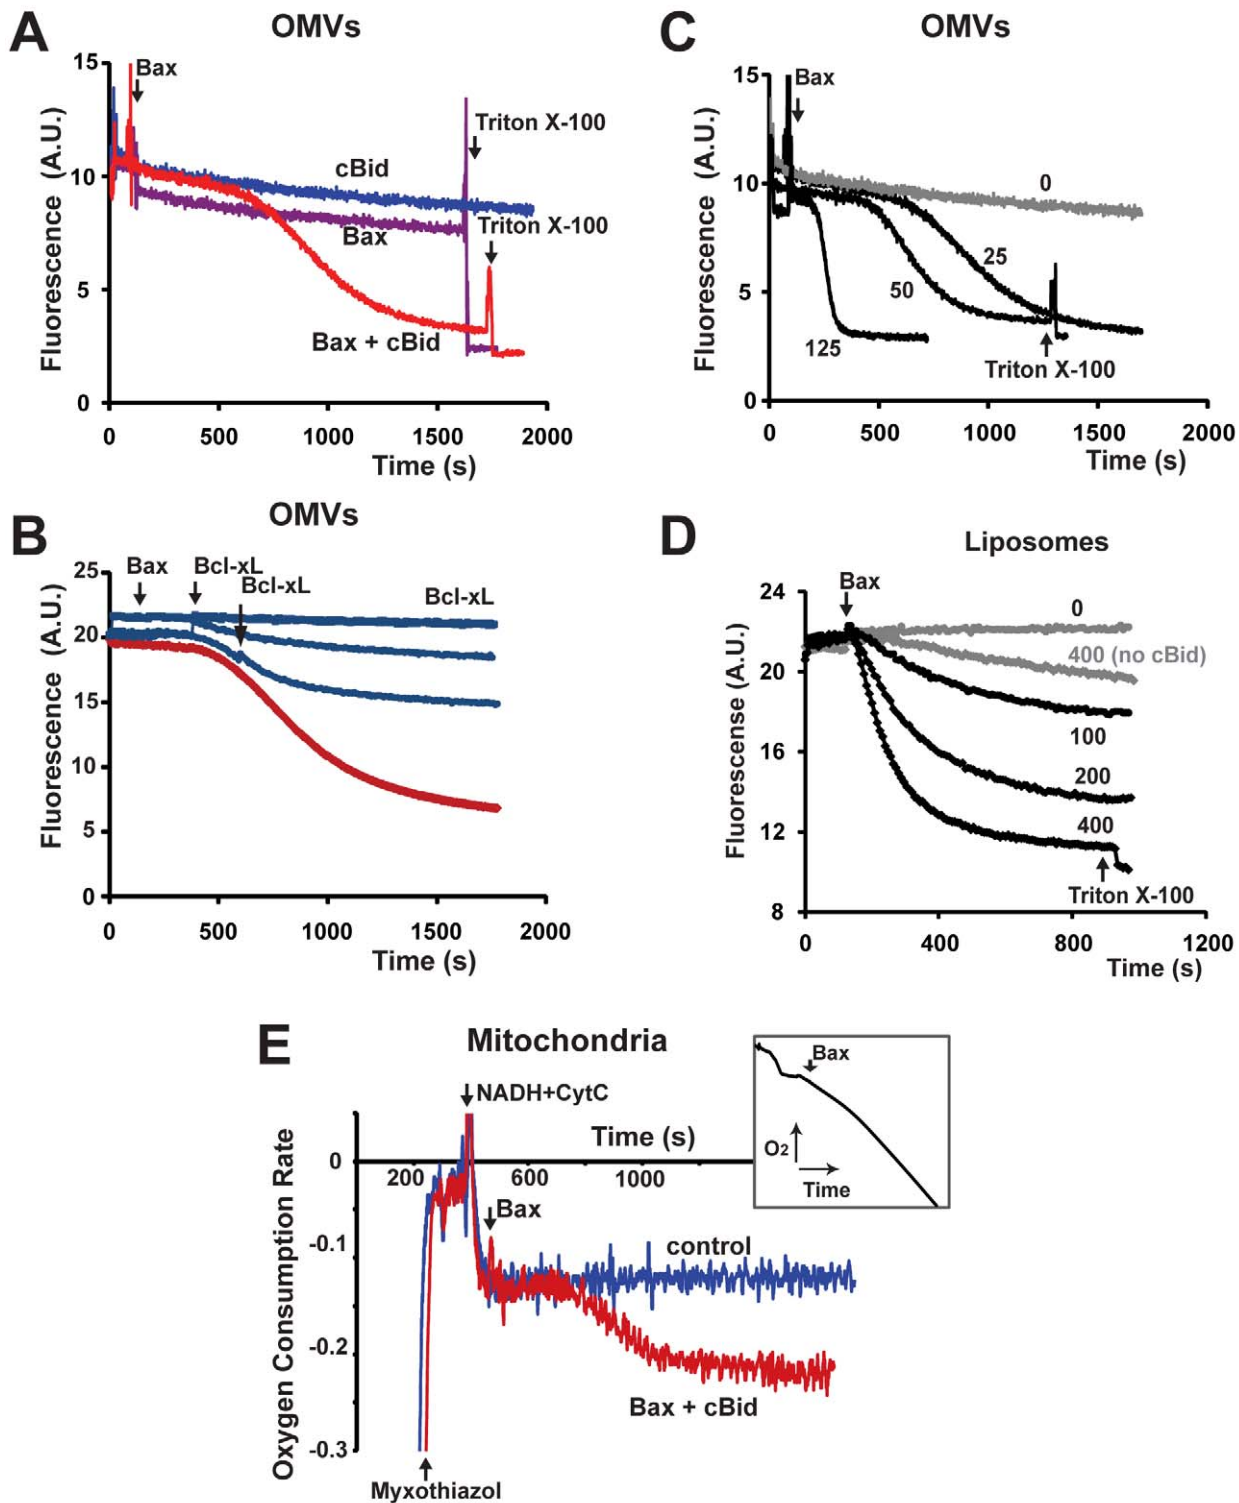 A
OMVs
Fluorescence (A.U.)
15
10
5
0
Bax
Triton X-100
cBid
Triton X-100
Bax
Bax + cBid
0 500 1000 1500 2000
Time (s)
C
OMVs
Fluorescence (A.U.)
15
10
5
0
Bax
0
25
50
125
Triton X-100
0 500 1000 1500 2000
Time (s)
B
OMVs
Fluorescence (A.U.)
25
20
15
10
5
0
Bax
Bcl-xL
Bcl-xL
Bcl-xL
0 500 1000 1500 2000
Time (s)
D
Liposomes
Fluorescense (A.U.)
24
20
16
12
8
Bax
0
400 (no cBid)
100
200
400
Triton X-100
0 400 800 1200
Time (s)
E
Mitochondria
Oxygen Consumption Rate
NADH+CytC
Time (s)
0
200 600 1000
Bax
-0.1
control
-0.2
Bax + cBid
-0.3
Myxothiazol
Bax
O2
Time